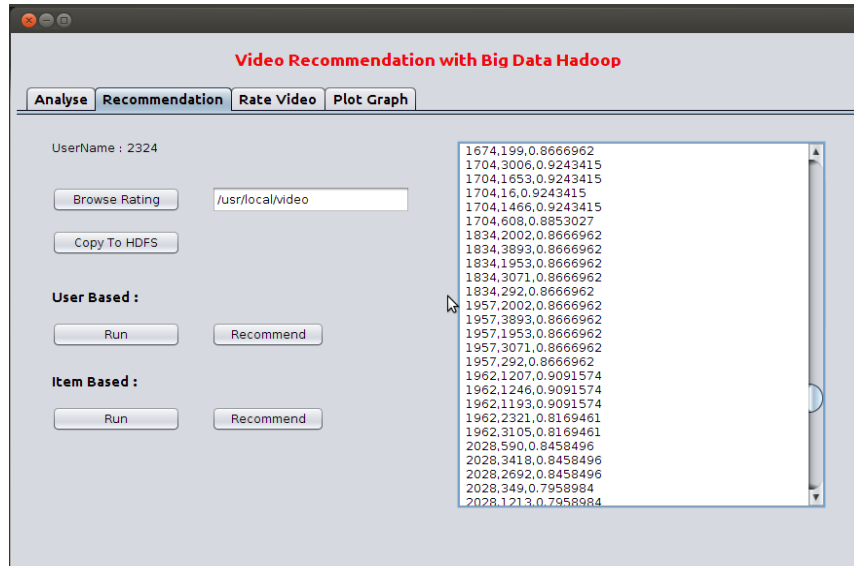 Video Recommendation with Big Data Hadoop
Analyse Recommendation Rate Video Plot Graph
UserName : 2324
Browse Rating /usr/local/video
Copy To HDFS
User Based :
Run Recommend
Item Based :
Run Recommend
1674,199,0.8666962
1704,3006,0.9243415
1704,1653,0.9243415
1704,16,0.9243415
1704,1466,0.9243415
1704,608,0.8853027
1834,2002,0.8666962
1834,3893,0.8666962
1834,1953,0.8666962
1834,3071,0.8666962
1834,292,0.8666962
1957,2002,0.8666962
1957,3893,0.8666962
1957,1953,0.8666962
1957,3071,0.8666962
1957,292,0.8666962
1962,1207,0.9091574
1962,1246,0.9091574
1962,1193,0.9091574
1962,2321,0.8169461
1962,3105,0.8169461
2028,590,0.8458496
2028,3418,0.8458496
2028,2692,0.8458496
2028,349,0.7958984
2028,1213,0.7958984